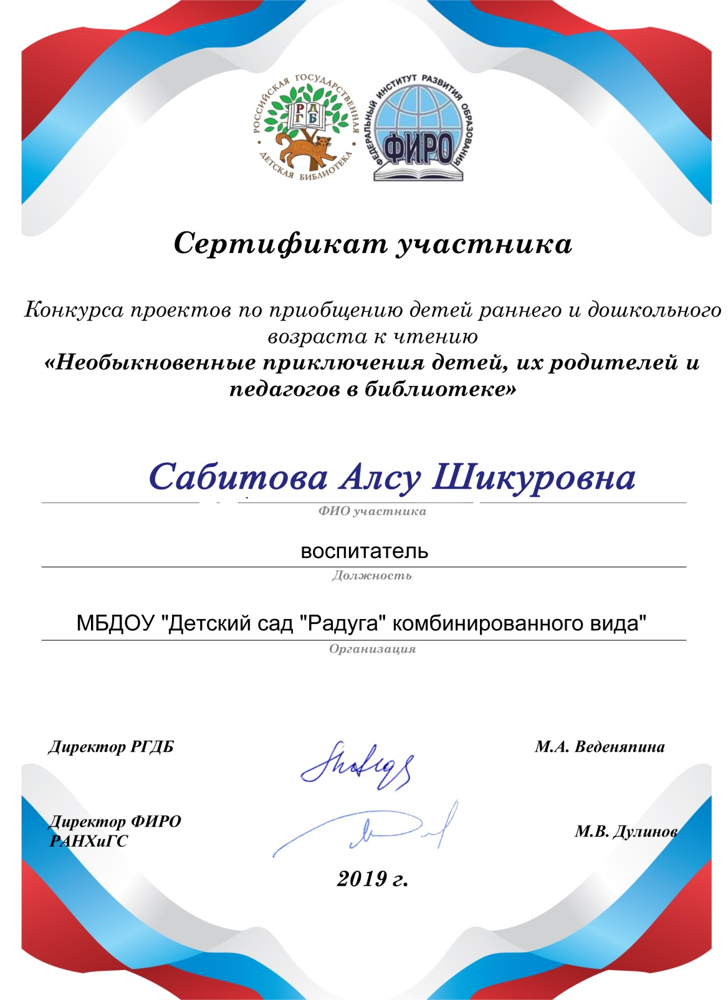 РОССИЙСКАЯ ГОСУДАРСТВЕННАЯ
ДЕТСКАЯ БИБЛИОТЕКА
РД
ГБ
ФЕДЕРАЛЬНЫЙ ИНСТИТУТ РАЗВИТИЯ ОБРАЗОВАНИЯ
ФИРО
Сертификат участника
Конкурса проектов по приобщению детей раннего и дошкольного
возраста к чтению
«Необыкновенные приключения детей, их родителей и
педагогов в библиотеке»
Сабитова Алсу Шикуровна
ФИО участника
воспитатель
Должность
МБДОУ "Детский сад "Радуга" комбинированного вида"
Организация
Директор РГДБ
М.А. Веденяпина
Директор ФИРО
РАНХиГС
М.В. Дулинов
2019 г.